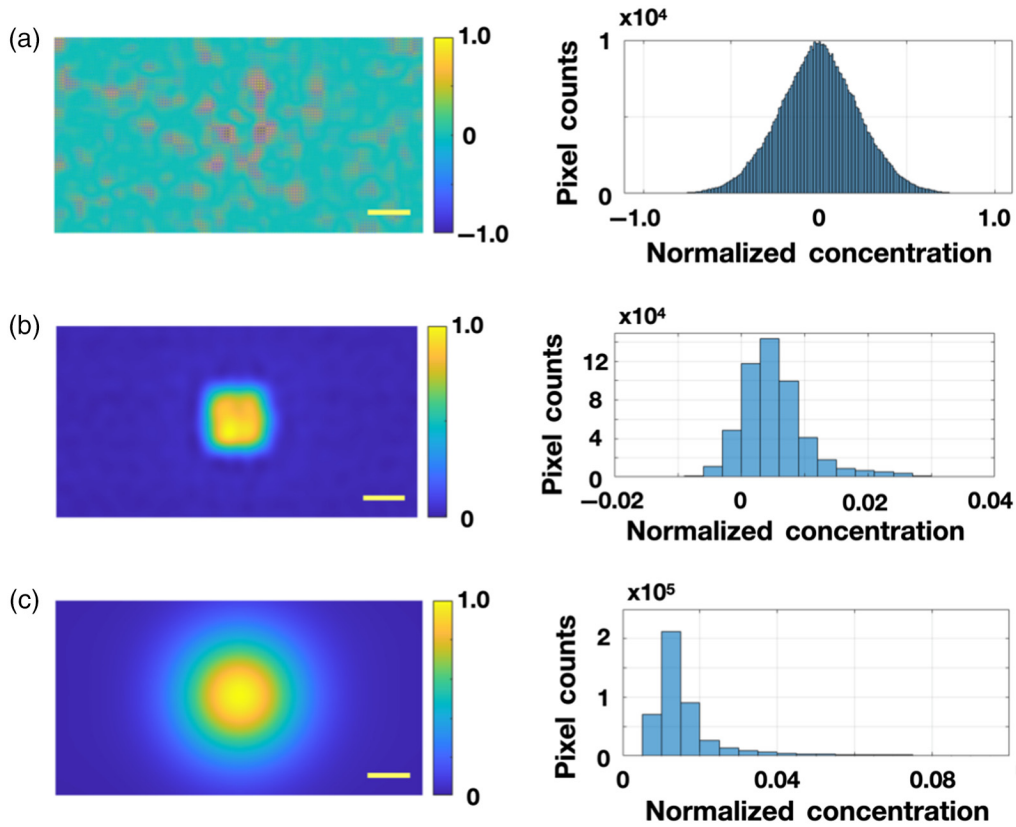 (a)
1.0
0
−1.0
x10⁴
1
0
Pixel counts
−1.0 0 1.0
Normalized concentration
(b)
1.0
0
x10⁴
12
8
4
0
Pixel counts
−0.02 0 0.02 0.04
Normalized concentration
(c)
1.0
0
x10⁵
2
1
0
Pixel counts
0 0.04 0.08
Normalized concentration